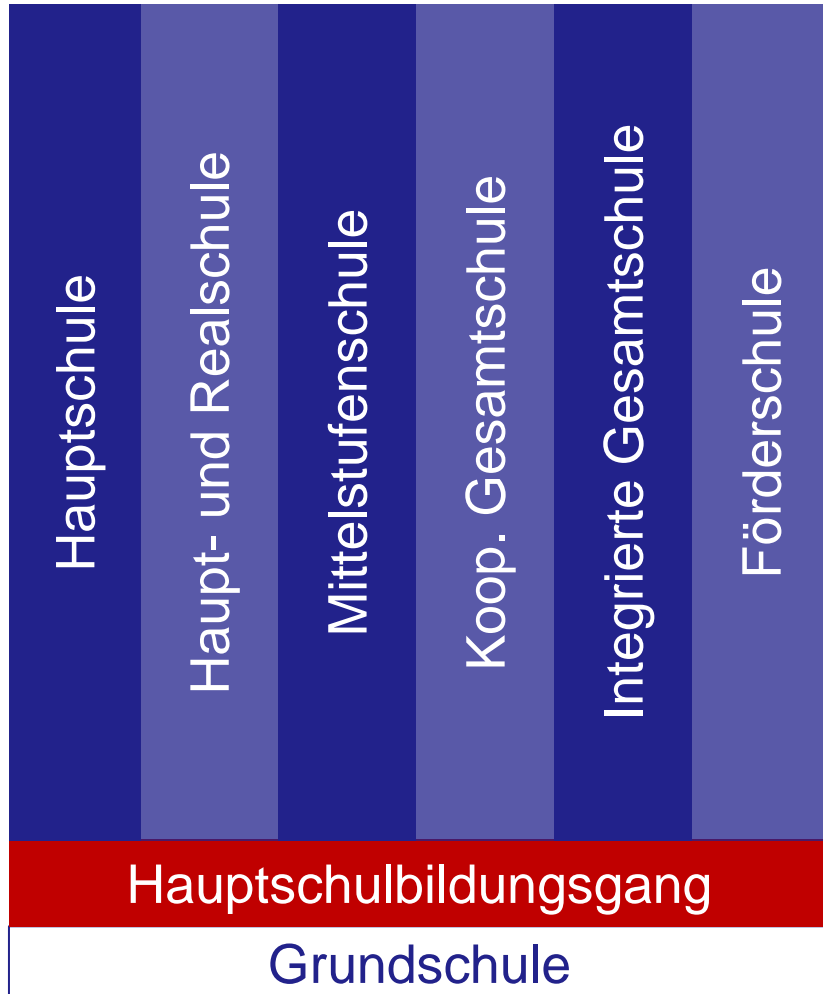 Hauptschule
Haupt- und Realschule
Mittelstufenschule
Koop. Gesamtschule
Integrierte Gesamtschule
Förderschule
Hauptschulbildungsgang
Grundschule